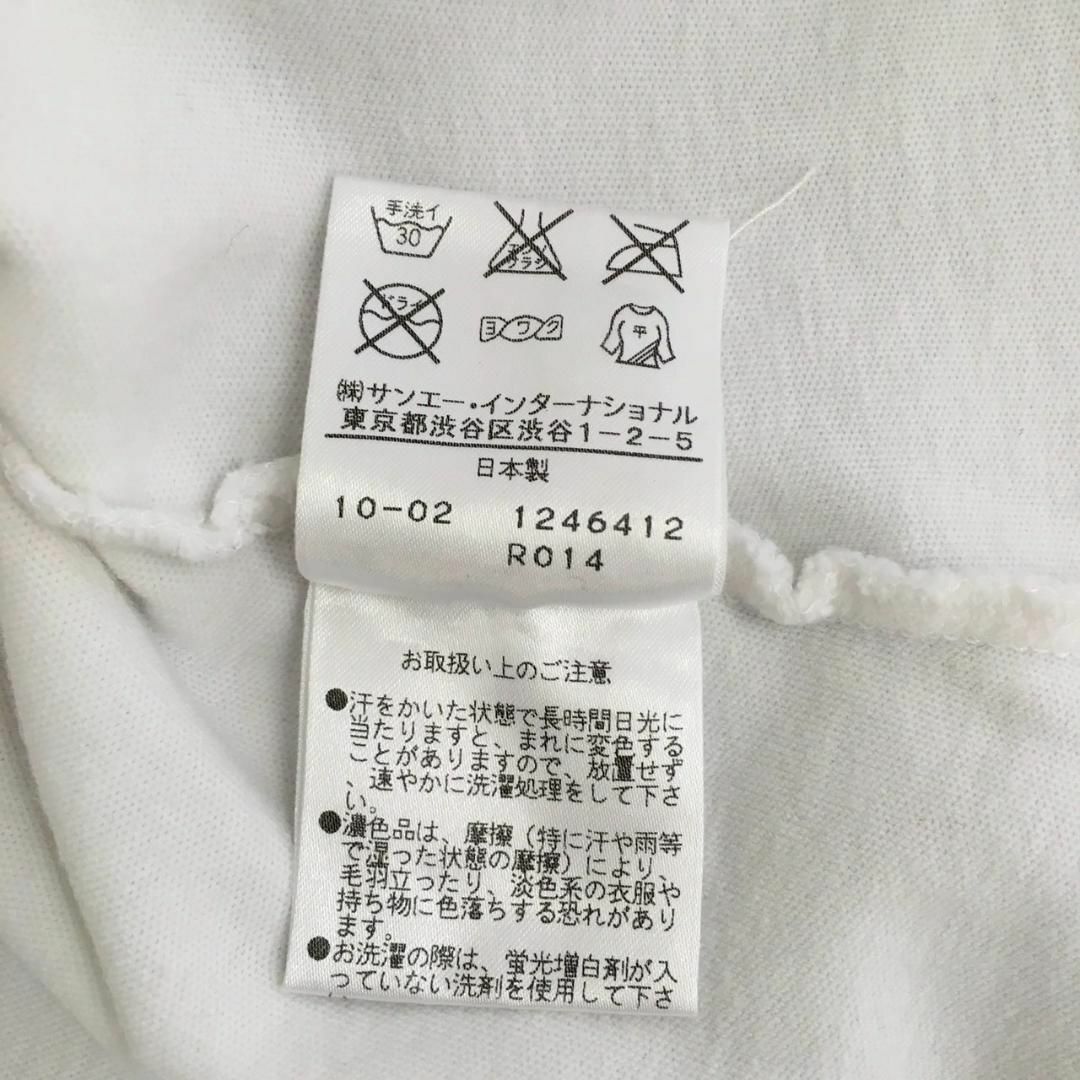 手洗イ
30
エンソ
サラシ
ドライ
ヨワク
平
㈱サンエー・インターナショナル
東京都渋谷区渋谷1-2-5
日本製
10-02 1246412
R014
お取扱い上のご注意
●汗をかいた状態で長時間日光に
当たりますと、まれに変色する
ことがありますので、放置せず
、速やかに洗濯処理をして下さ
い。
●濃色品は、摩擦（特に汗や雨等
で湿った状態の摩擦）により、
毛羽立ったり、淡色系の衣服や
持ち物に色落ちする恐れがあり
ます。
●お洗濯の際は、蛍光増白剤が入
っていない洗剤を使用して下さ